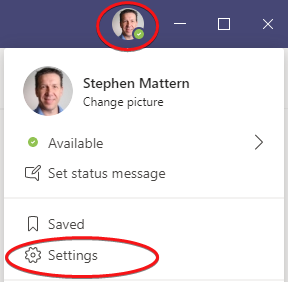 Stephen Mattern
Change picture
Available
Set status message
Saved
Settings